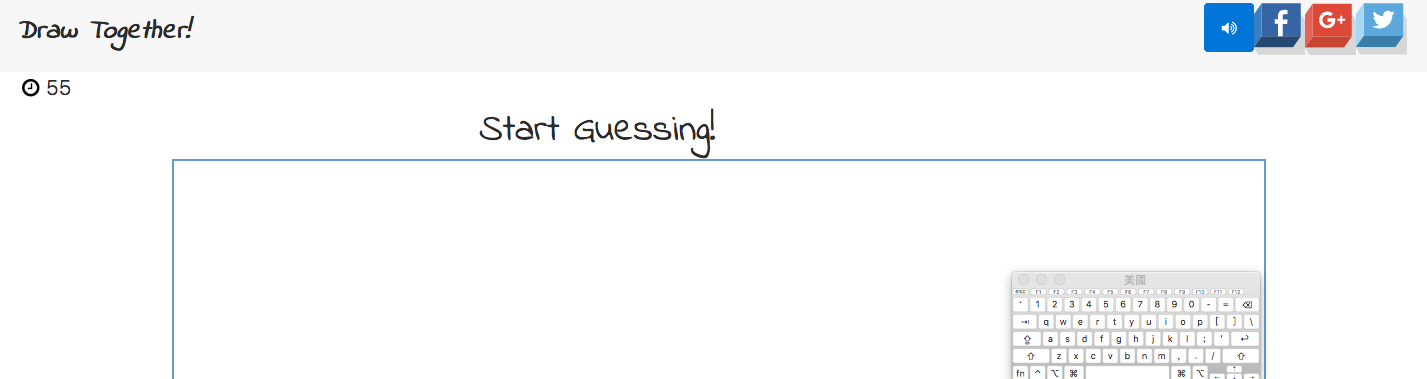 Draw Together!
f G+
55
Start Guessing!
美國
esc F1 F2 F3 F4 F5 F6 F7 F8 F9 F10 F11 F12
` 1 2 3 4 5 6 7 8 9 0 - = ⌫
⇥ q w e r t y u i o p [ ] \
⇪ a s d f g h j k l ; ' ↩
⇧ z x c v b n m , . / ⇧
fn ^ ⌥ ⌘ ⌘ ⌥ ← ↑ ↓ →